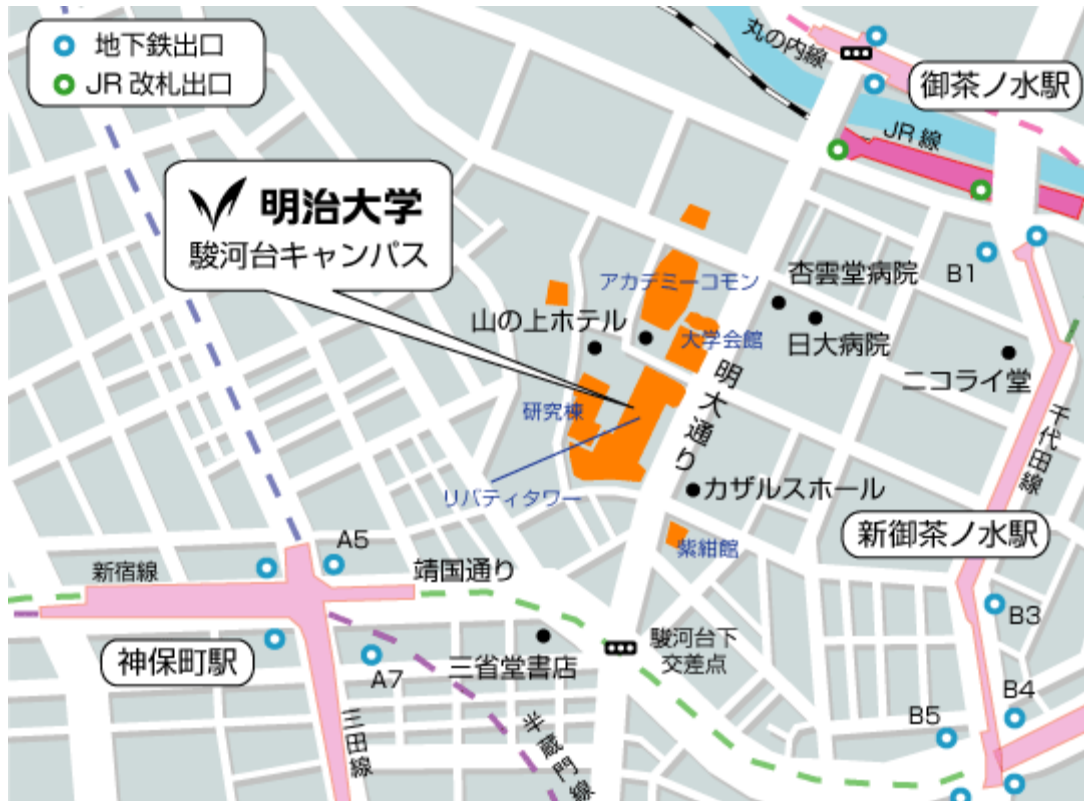 地下鉄出口
JR 改札出口
丸の内線
御茶ノ水駅
JR 線
明治大学
駿河台キャンパス
B1
アカデミーコモン
杏雲堂病院
山の上ホテル
大学会館
日大病院
ニコライ堂
明大通り
研究棟
千代田線
リバティタワー
カザルスホール
新御茶ノ水駅
紫紺館
A5
新宿線
靖国通り
B3
神保町駅
A7
三省堂書店
駿河台下
交差点
B4
B5
三田線
半蔵門線